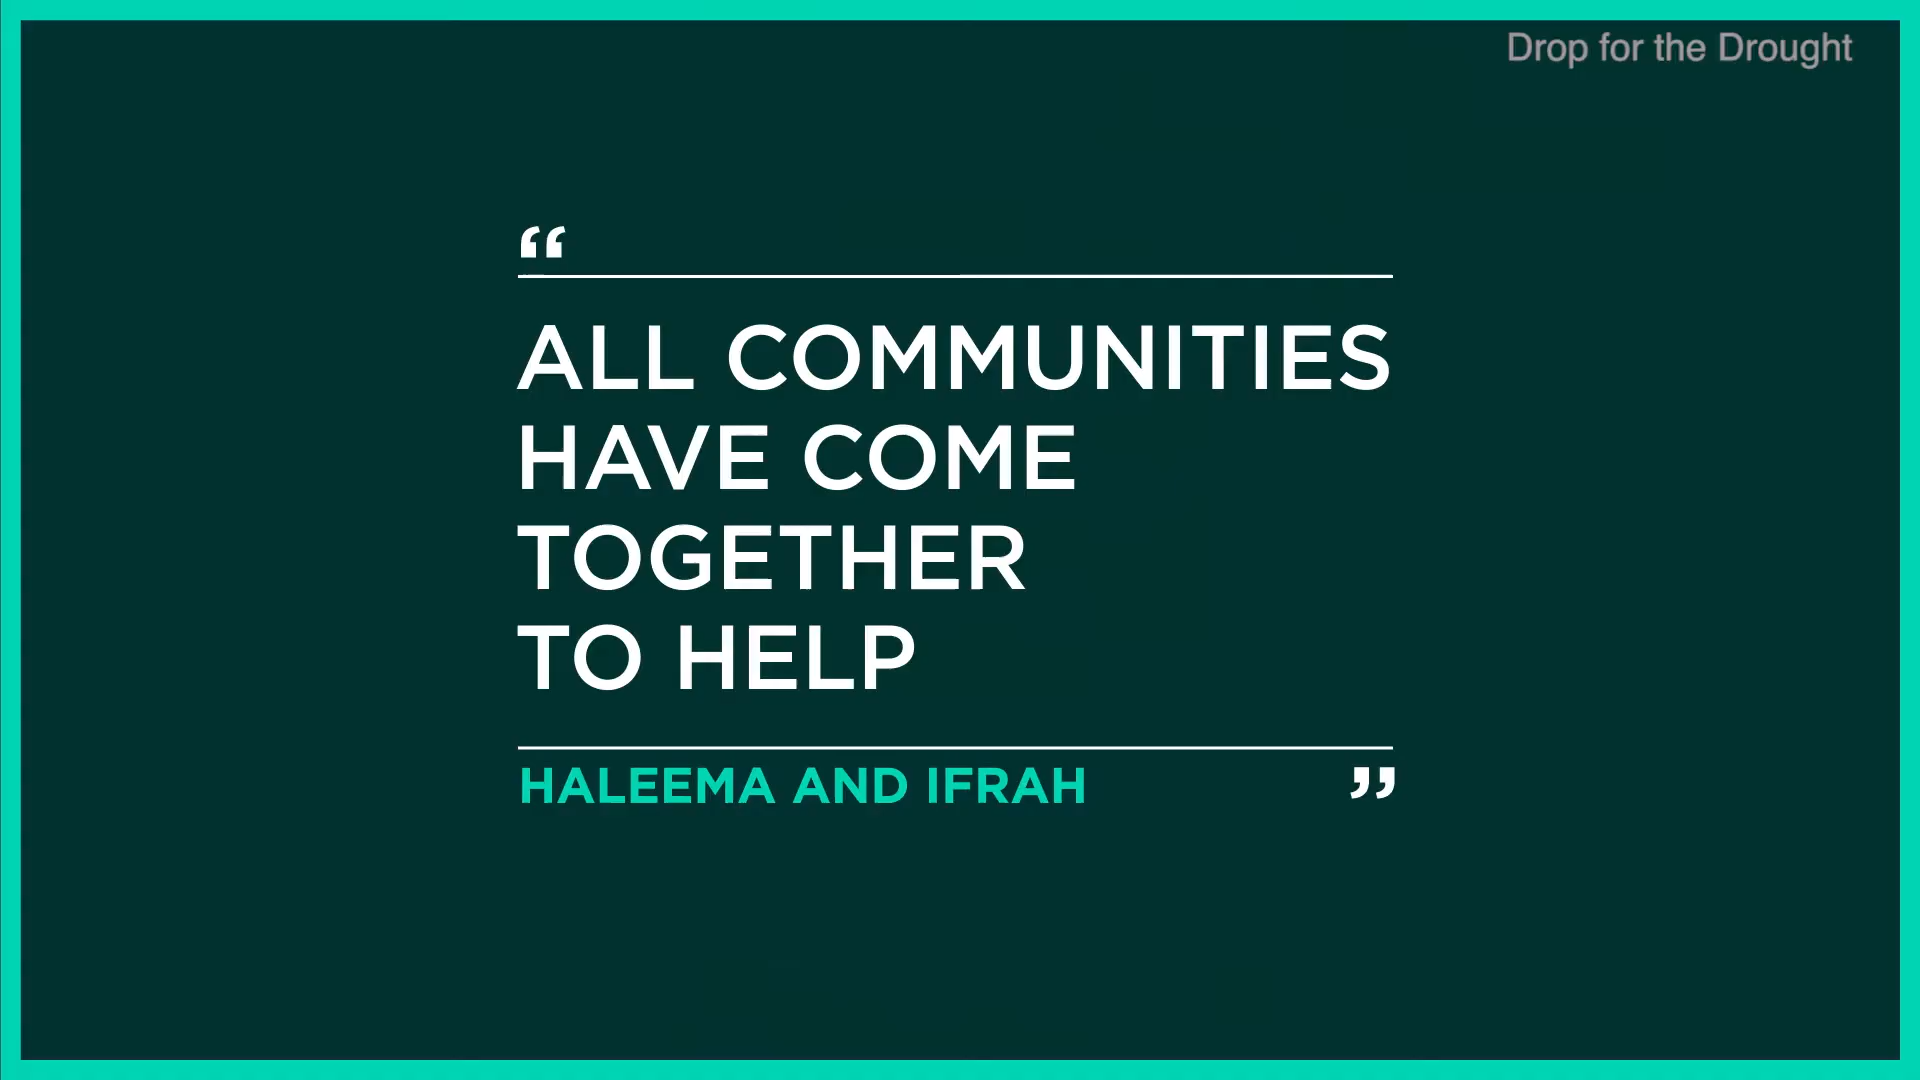 Drop for the Drought
“
ALL COMMUNITIES
HAVE COME
TOGETHER
TO HELP
HALEEMA AND IFRAH ”